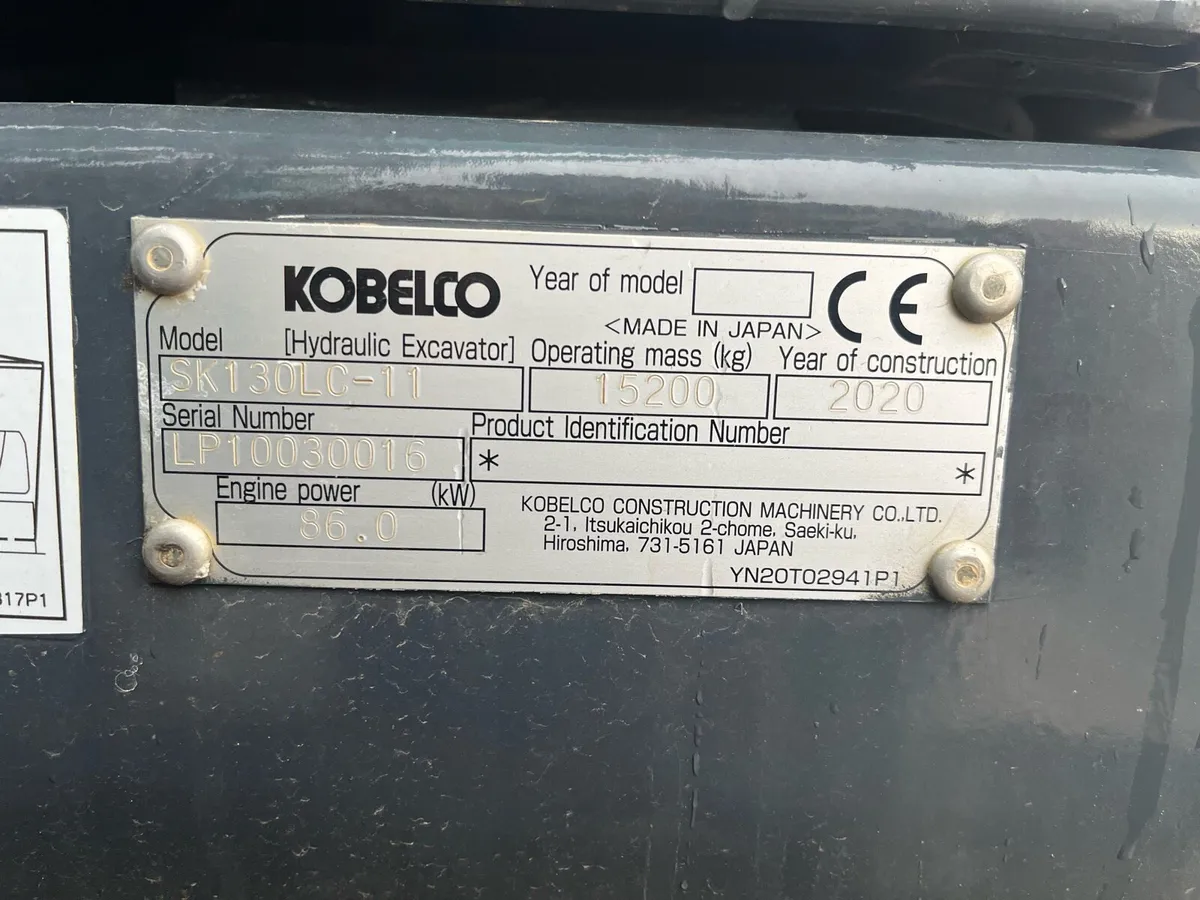 KOBELCO
Year of model
CE
<MADE IN JAPAN>
Model [Hydraulic Excavator] Operating mass (kg) Year of construction
SK130LC-11 15200 2020
Serial Number Product Identification Number
LP10030016 * *
Engine power (kW)
86.0
KOBELCO CONSTRUCTION MACHINERY CO.,LTD.
2-1, Itsukaichikou 2-chome, Saeki-ku,
Hiroshima, 731-5161 JAPAN
YN20T02941P1
17P1